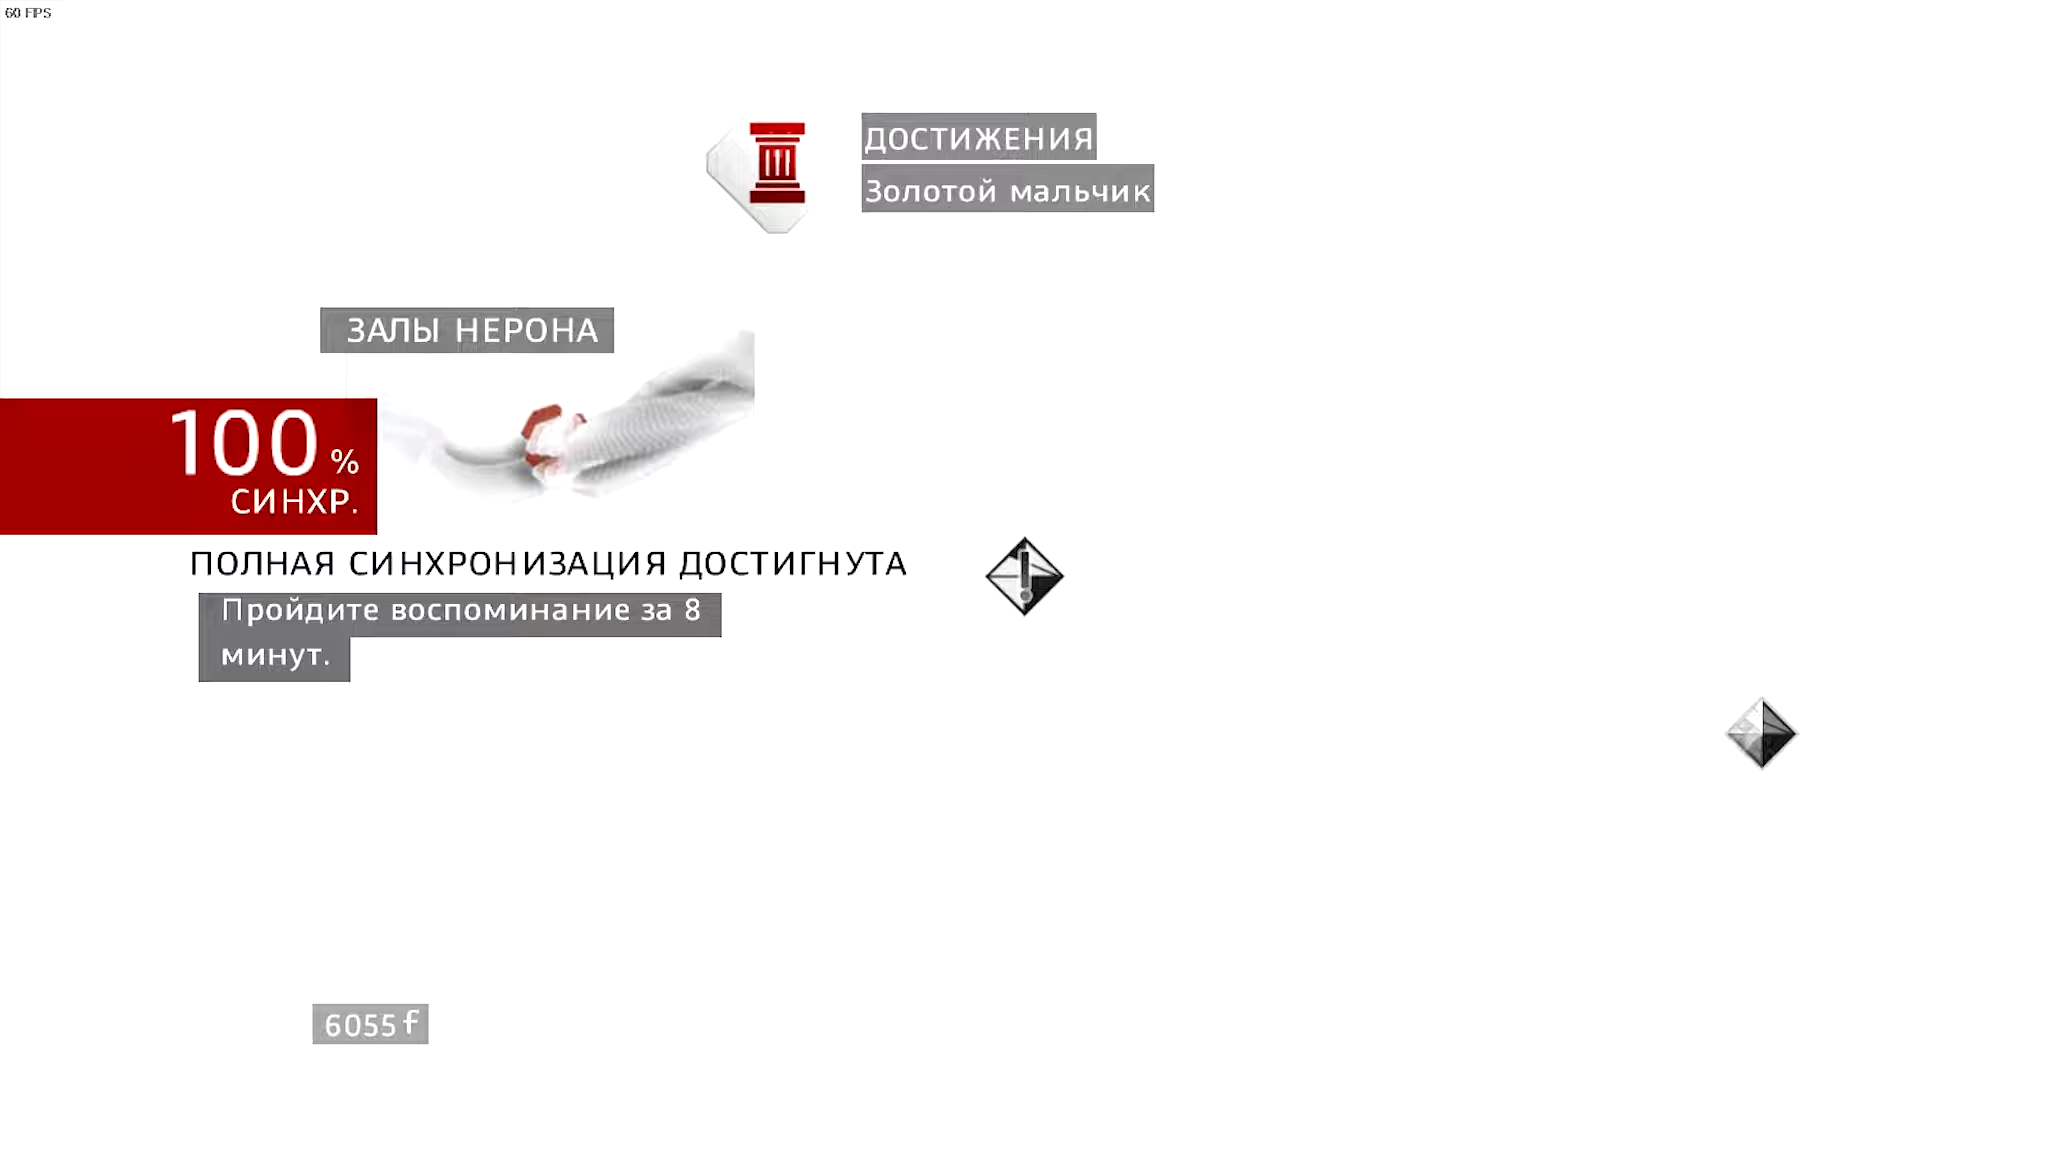 60 FPS
ДОСТИЖЕНИЯ
Золотой мальчик
ЗАЛЫ НЕРОНА
100 %
СИНХР.
ПОЛНАЯ СИНХРОНИЗАЦИЯ ДОСТИГНУТА
Пройдите воспоминание за 8
минут.
6055 f